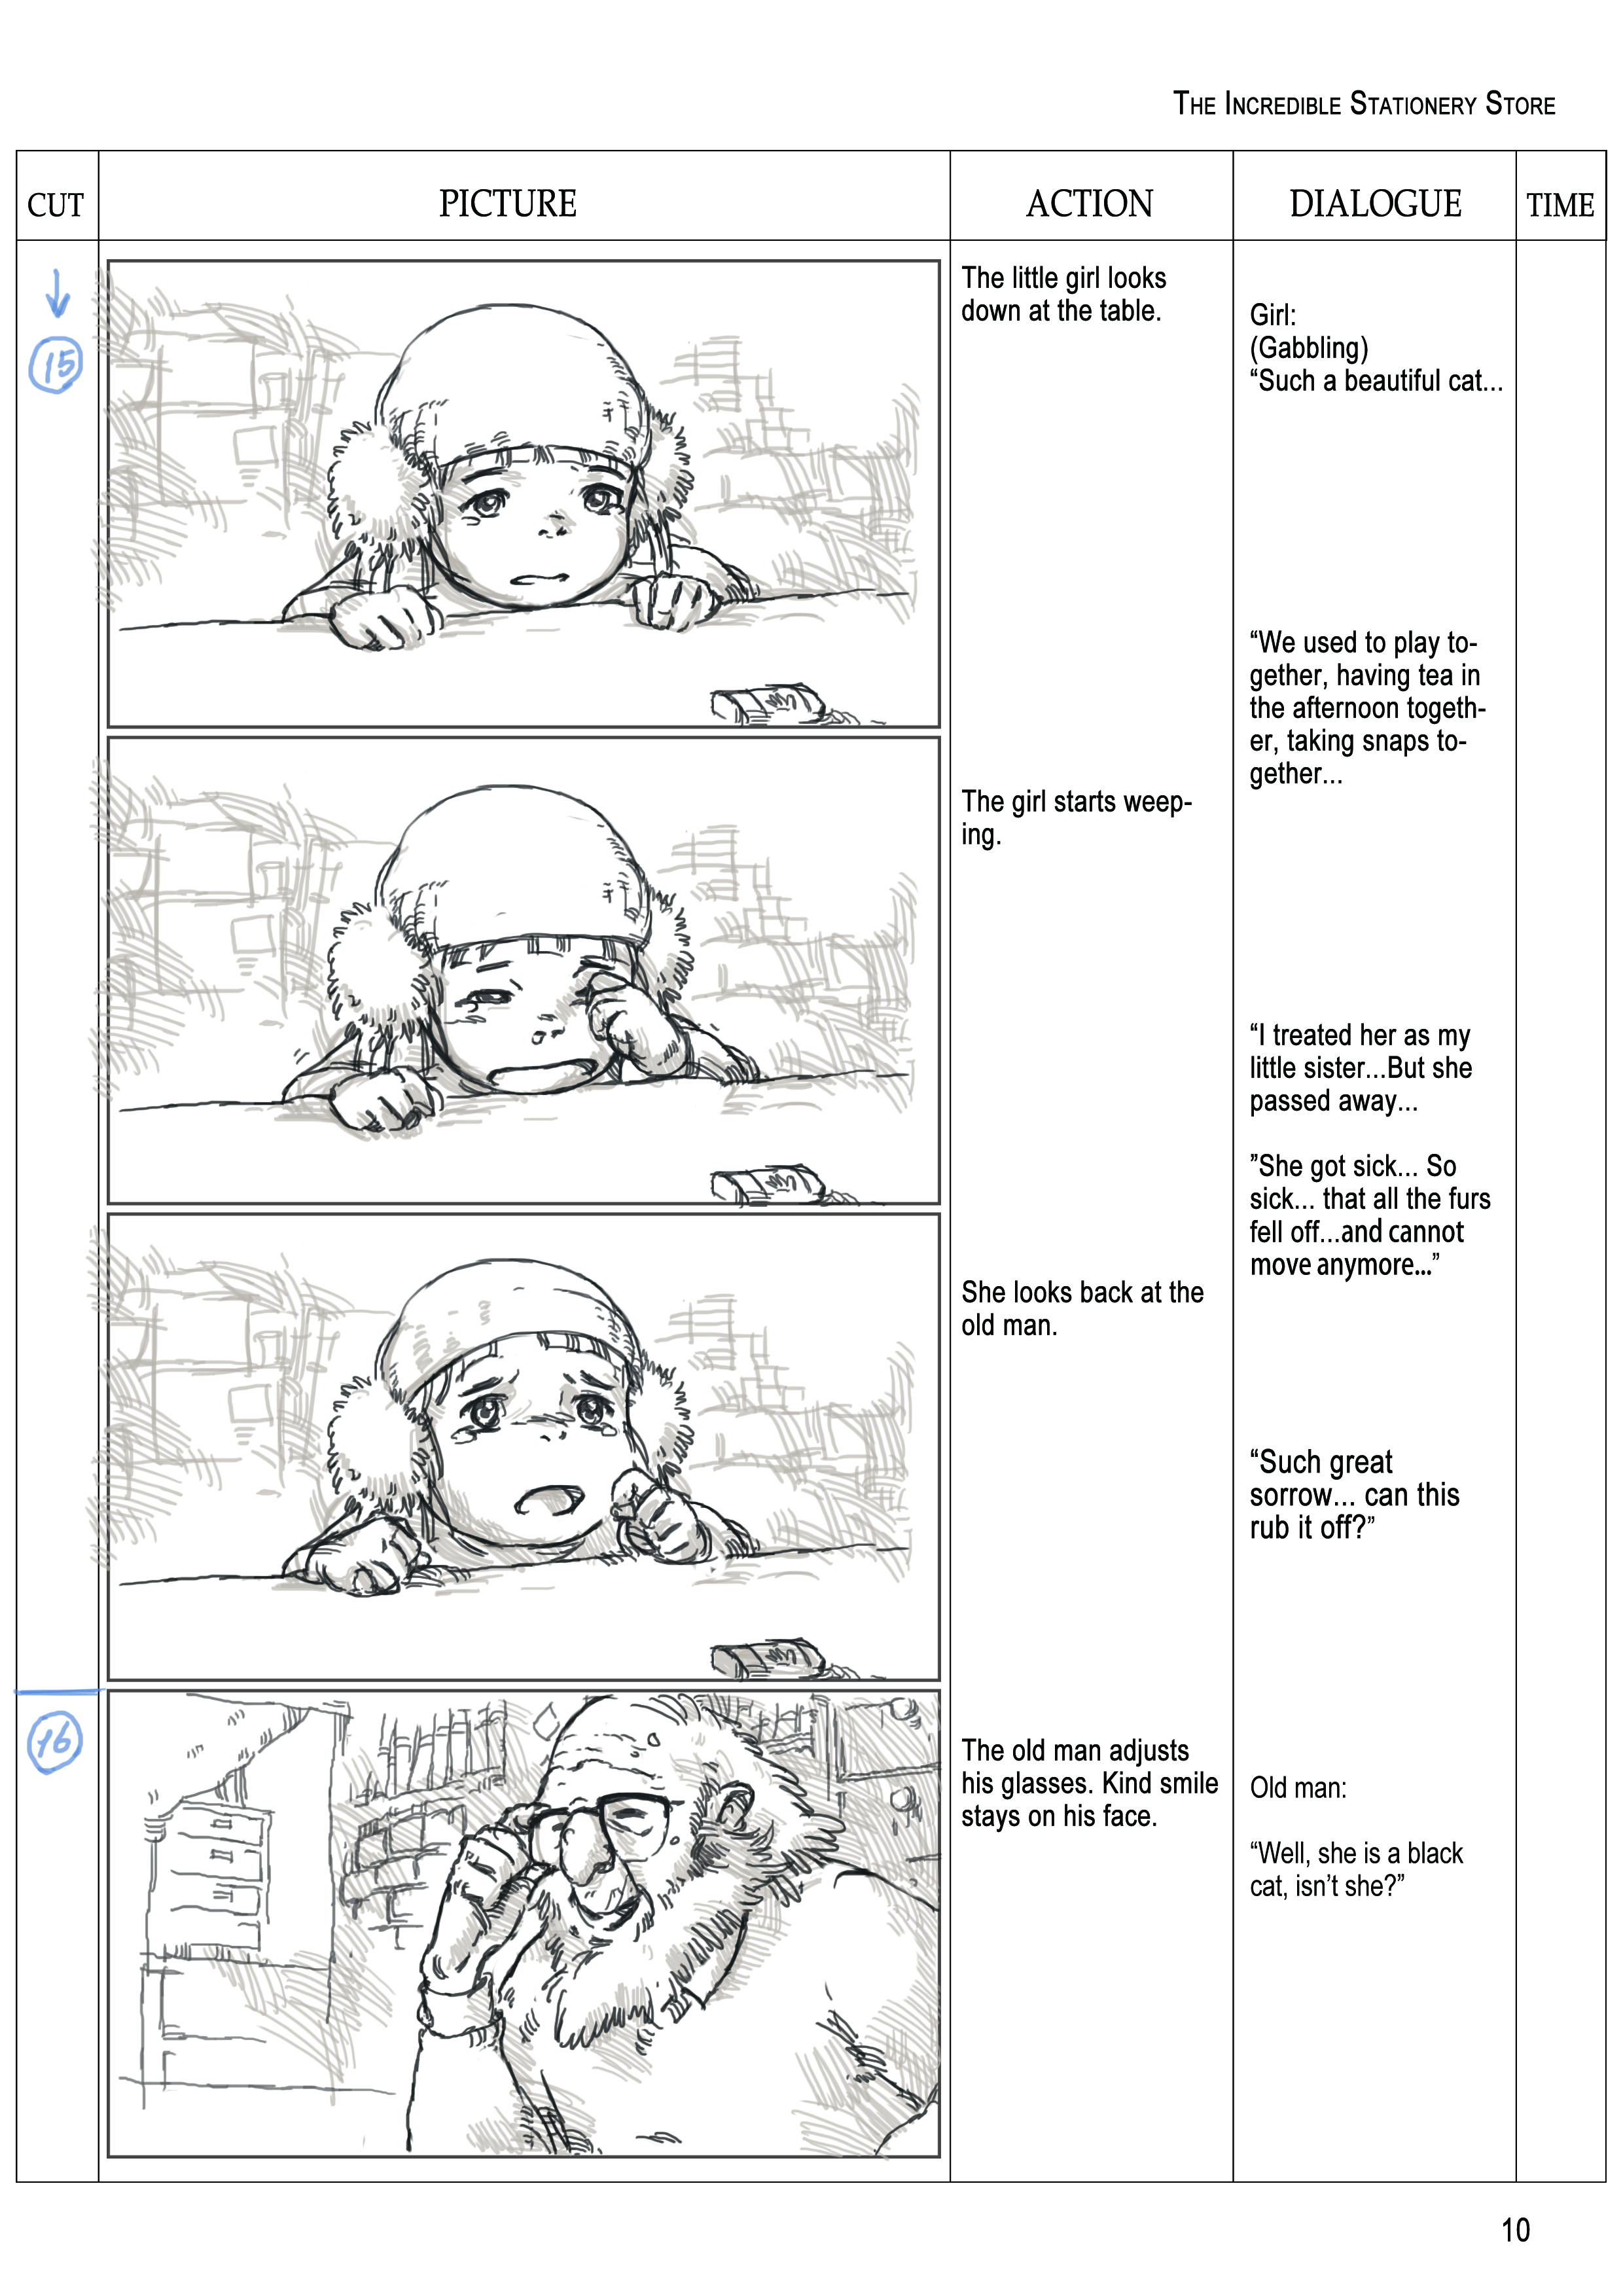 THE INCREDIBLE STATIONERY STORE
CUT
PICTURE
ACTION
DIALOGUE
TIME
15
The little girl looks
down at the table.
Girl:
(Gabbling)
“Such a beautiful cat...
“We used to play to-
gether, having tea in
the afternoon togeth-
er, taking snaps to-
gether...
The girl starts weep-
ing.
“I treated her as my
little sister...But she
passed away...
”She got sick... So
sick... that all the furs
fell off...and cannot
move anymore...”
She looks back at the
old man.
“Such great
sorrow... can this
rub it off?”
16
The old man adjusts
his glasses. Kind smile
stays on his face.
Old man:
“Well, she is a black
cat, isn’t she?”
10